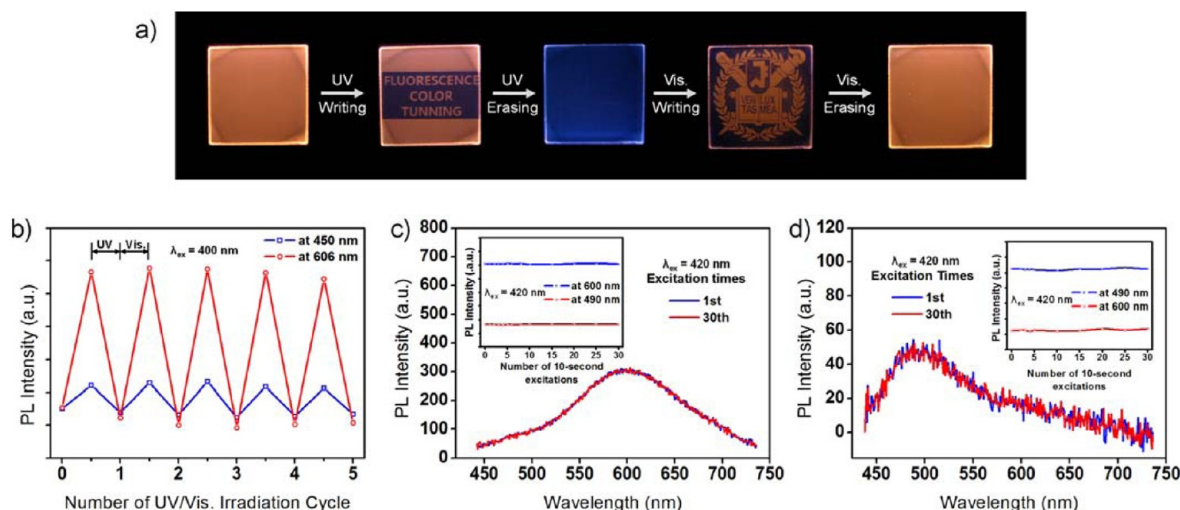 a)
UV
Writing
FLUORESCENCE
COLOR
TUNNING
UV
Erasing
Vis.
Writing
VERI LUX
TAS MEA
Vis.
Erasing
b)
UV
Vis.
λex = 400 nm
at 450 nm
at 606 nm
PL Intensity (a.u.)
0 1 2 3 4 5
Number of UV/Vis. Irradiation Cycle
c)
800
700
600
500
400
300
200
100
0
PL Intensity (a.u.)
λex = 420 nm
Excitation times
1st
30th
PL Intensity (.a.u.)
λex = 420 nm
at 600 nm
at 490 nm
0 5 10 15 20 25 30
Number of 10-second
excitations
450 500 550 600 650 700 750
Wavelength (nm)
d)
120
100
80
60
40
20
0
PL Intensity (a.u.)
λex = 420 nm
Excitation Times
1st
30th
PL Intensity (a.u.)
λex = 420 nm
at 490 nm
at 600 nm
0 5 10 15 20 25 30
Number of 10-second
excitations
450 500 550 600 650 700 750
Wavelength (nm)